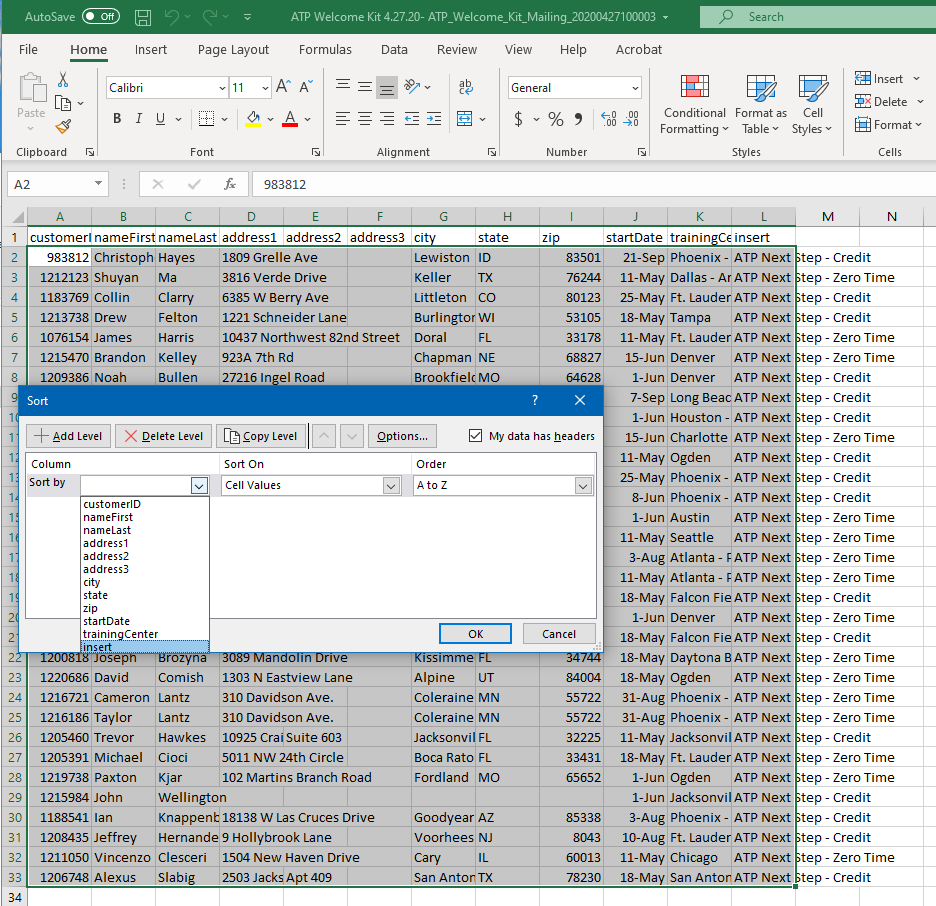 AutoSave Off ATP Welcome Kit 4.27.20- ATP_Welcome_Kit_Mailing_20200427100003 Search
File Home Insert Page Layout Formulas Data Review View Help Acrobat
Calibri 11 General Insert
Paste Conditional Format as Cell Delete
B I U A $ % , Formatting Table Styles Format
Clipboard Font Alignment Number Styles Cells
A2 fx 983812
A B C D E F G H I J K L M N
1 customerI nameFirst nameLast address1 address2 address3 city state zip startDate trainingCe insert
2 983812 Christoph Hayes 1809 Grelle Ave Lewiston ID 83501 21-Sep Phoenix - ATP Next Step - Credit
3 1212123 Shuyan Ma 3816 Verde Drive Keller TX 76244 11-May Dallas - Ar ATP Next Step - Zero Time
4 1183769 Collin Clarry 6385 W Berry Ave Littleton CO 80123 25-May Ft. Lauder ATP Next Step - Credit
5 1213738 Drew Felton 1221 Schneider Lane Burlington WI 53105 18-May Tampa ATP Next Step - Credit
6 1076154 James Harris 10437 Northwest 82nd Street Doral FL 33178 11-May Ft. Lauder ATP Next Step - Zero Time
7 1215470 Brandon Kelley 923A 7th Rd Chapman NE 68827 15-Jun Denver ATP Next Step - Zero Time
8 1209386 Noah Bullen 27216 Ingel Road Brookfield MO 64628 1-Jun Denver ATP Next Step - Credit
9 7-Sep Long Beac ATP Next Step - Credit
10 1-Jun Houston - ATP Next Step - Credit
11 15-Jun Charlotte ATP Next Step - Zero Time
12 11-May Ogden ATP Next Step - Credit
13 25-May Phoenix - ATP Next Step - Credit
14 8-Jun Phoenix - ATP Next Step - Credit
15 1-Jun Austin ATP Next Step - Zero Time
16 11-May Seattle ATP Next Step - Zero Time
17 3-Aug Atlanta - P ATP Next Step - Zero Time
18 11-May Atlanta - P ATP Next Step - Zero Time
19 18-May Falcon Fie ATP Next Step - Credit
20 1-Jun Denver ATP Next Step - Zero Time
21 18-May Falcon Fie ATP Next Step - Credit
Sort ?
Add Level Delete Level Copy Level Options... My data has headers
Column Sort On Order
Sort by Cell Values A to Z
customerID
nameFirst
nameLast
address1
address2
address3
city
state
zip
startDate
trainingCenter
insert
OK Cancel
22 1200818 Joseph Brozyna 3089 Mandolin Drive Kissimme FL 34744 18-May Daytona B ATP Next Step - Zero Time
23 1220686 David Comish 1303 N Eastview Lane Alpine UT 84004 18-May Ogden ATP Next Step - Zero Time
24 1216721 Cameron Lantz 310 Davidson Ave. Coleraine MN 55722 31-Aug Phoenix - ATP Next Step - Zero Time
25 1216186 Taylor Lantz 310 Davidson Ave. Coleraine MN 55722 31-Aug Phoenix - ATP Next Step - Zero Time
26 1205460 Trevor Hawkes 10925 Crai Suite 603 Jacksonvil FL 32225 11-May Jacksonvil ATP Next Step - Credit
27 1205391 Michael Cioci 5011 NW 24th Circle Boca Rato FL 33431 18-May Ft. Lauder ATP Next Step - Zero Time
28 1219738 Paxton Kjar 102 Martins Branch Road Fordland MO 65652 1-Jun Ogden ATP Next Step - Zero Time
29 1215984 John Wellington 1-Jun Jacksonvil ATP Next Step - Credit
30 1188541 Ian Knappenb 18138 W Las Cruces Drive Goodyear AZ 85338 3-Aug Phoenix - ATP Next Step - Credit
31 1208435 Jeffrey Hernande 9 Hollybrook Lane Voorhees NJ 8043 10-Aug Ft. Lauder ATP Next Step - Credit
32 1211050 Vincenzo Clesceri 1504 New Haven Drive Cary IL 60013 11-May Chicago ATP Next Step - Zero Time
33 1206748 Alexus Slabig 2503 Jacks Apt 409 San Anton TX 78230 18-May San Anton ATP Next Step - Credit
34